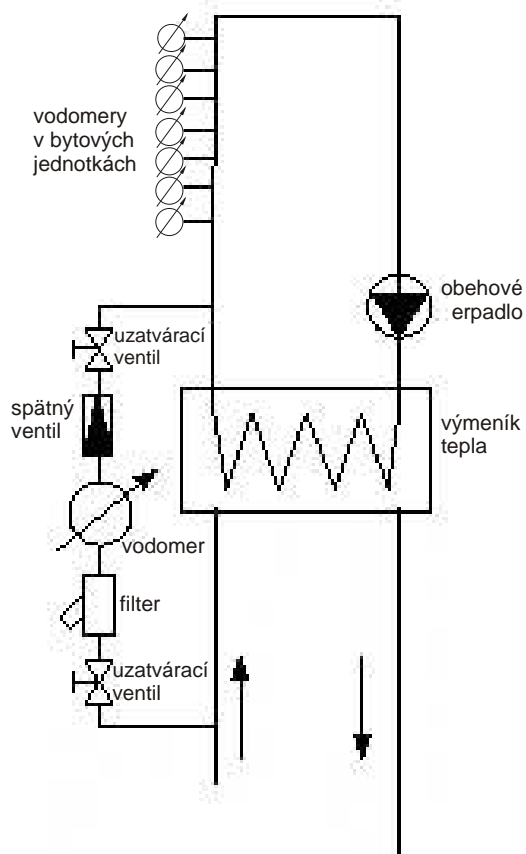 vodomery
v bytových
jednotkách
obehové
erpadlo
uzatvárací
ventil
spätný
ventil
výmeník
tepla
vodomer
filter
uzatvárací
ventil